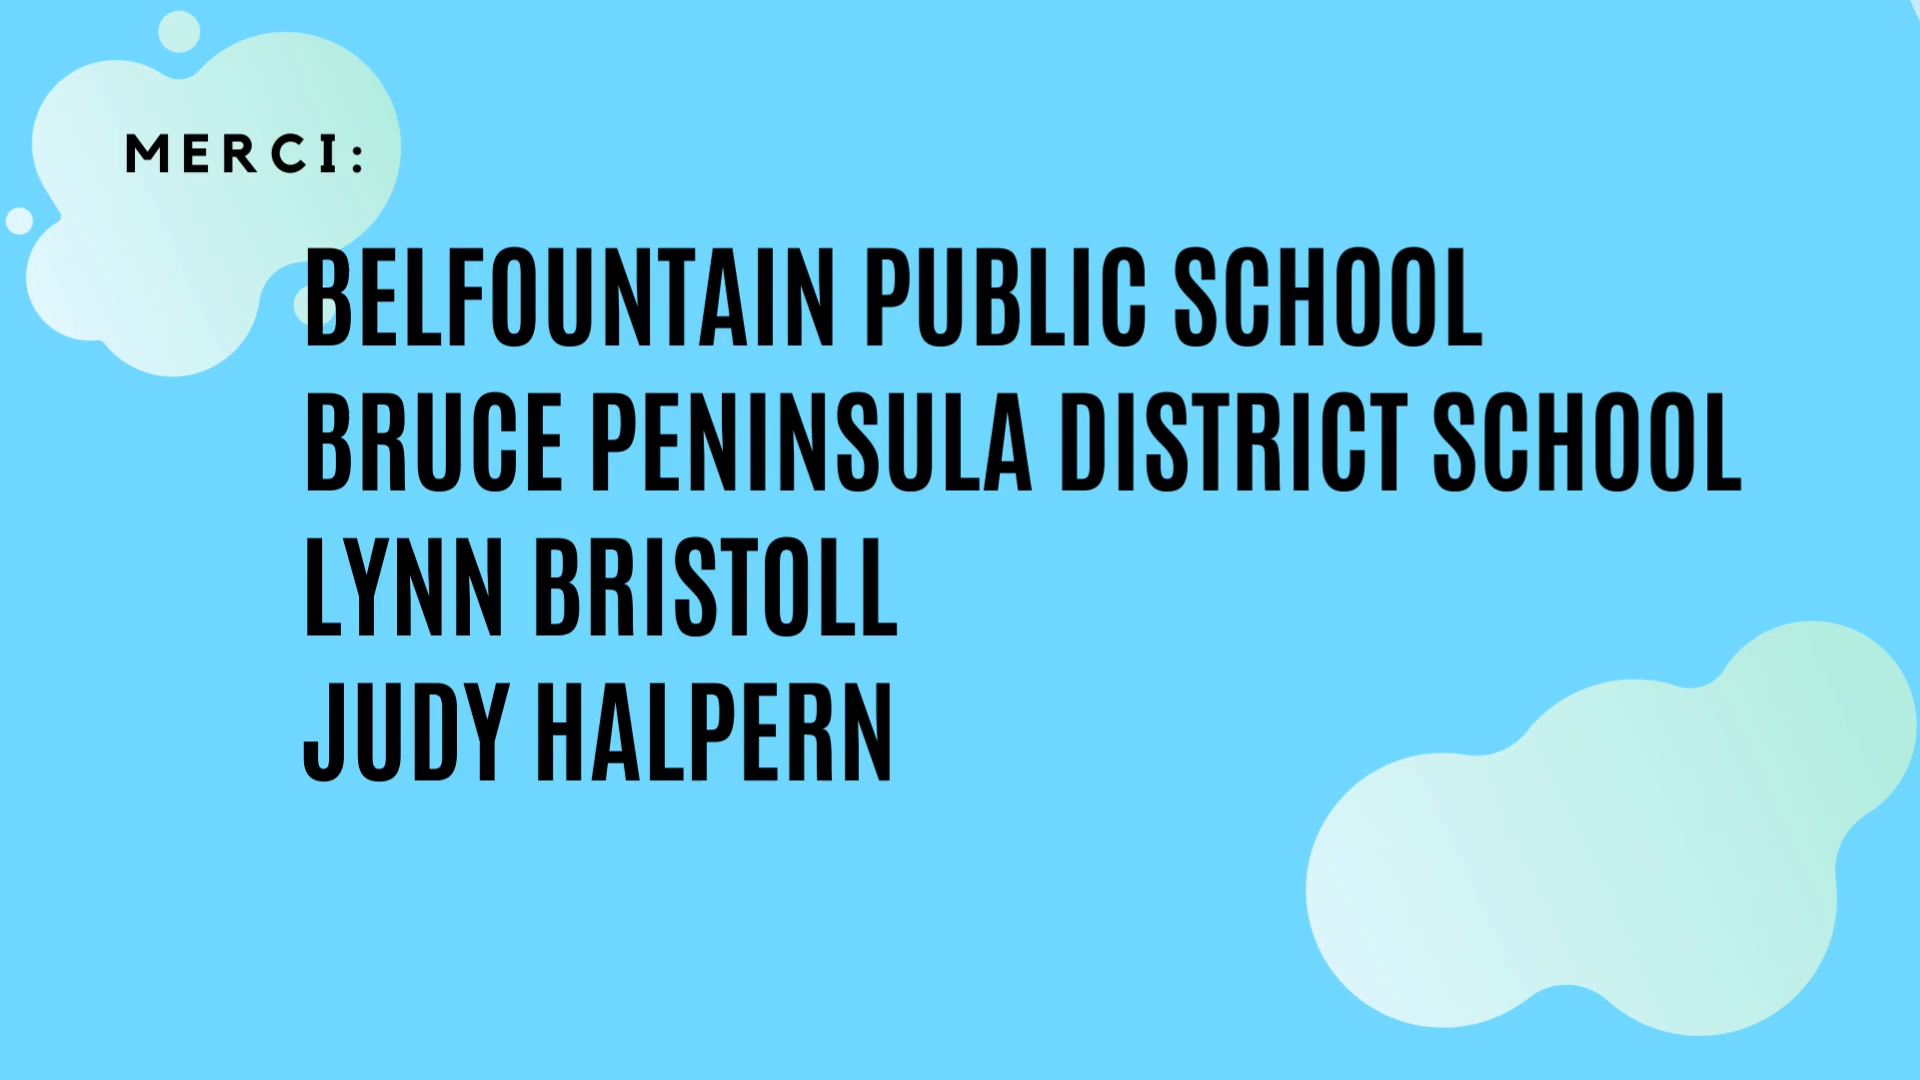 MERCI:
BELFOUNTAIN PUBLIC SCHOOL
BRUCE PENINSULA DISTRICT SCHOOL
LYNN BRISTOLL
JUDY HALPERN